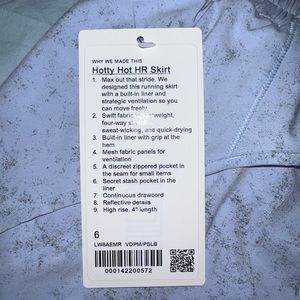 WHY WE MADE THIS
Hotty Hot HR Skirt
1. Max out that stride. We
designed this running skirt
with a built-in liner and
strategic ventilation so you
can move freely
2. Swift fabric
four-way
sweat-wicking, and quick-drying
3. Built-in liner with grip at the
hem
4. Mesh fabric panels for
ventilation
5. A discreet zippered pocket in
the seam for small items
6. Secret stash pocket in the
liner
7. Continuous drawcord
8. Reflective details
9. High rise, 4" length
6
LW8AEMR VDPM/PSLB
000142200572